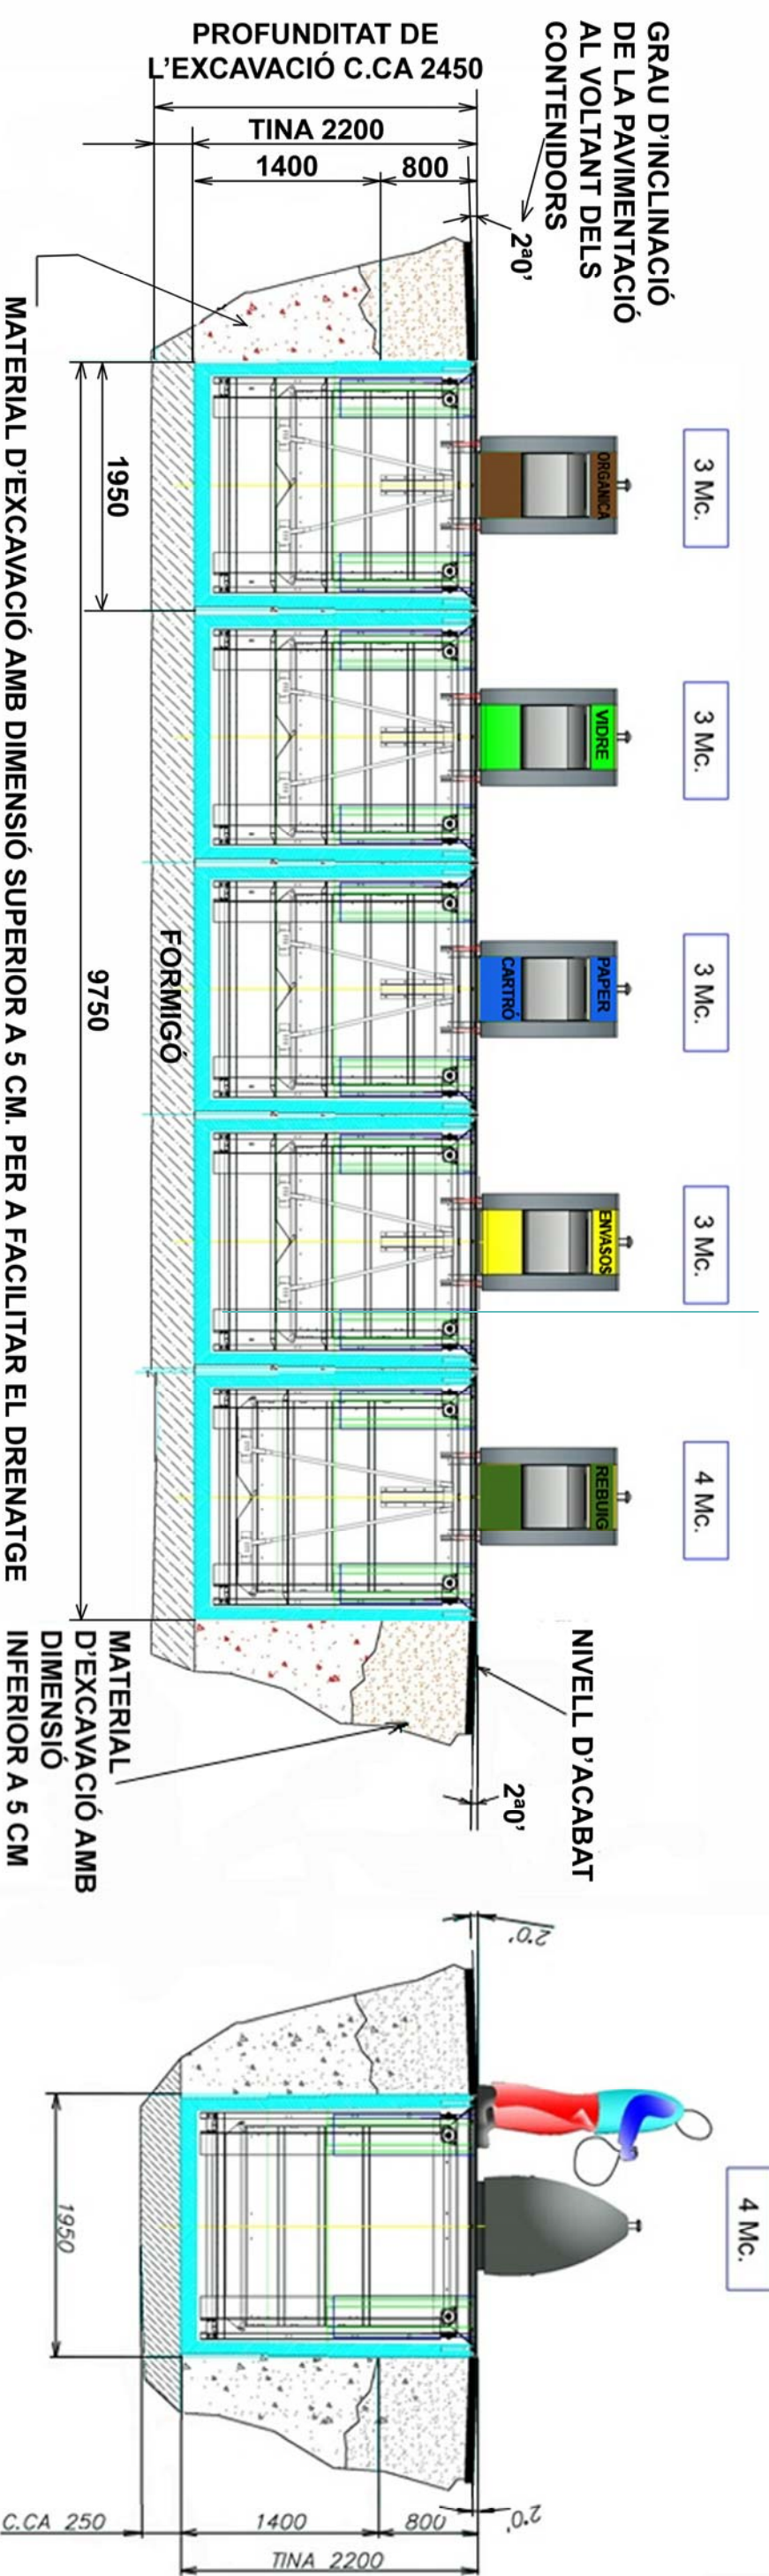 PROFUNDITAT DE
L'EXCAVACIÓ C.CA 2450
TINA 2200
1400
800
GRAU D'INCLINACIÓ
DE LA PAVIMENTACIÓ
AL VOLTANT DELS
CONTENIDORS
2ª0'
3 Mc.
3 Mc.
3 Mc.
3 Mc.
4 Mc.
ORGANICA
VIDRE
PAPER
CARTRÓ
ENVASOS
REBUIG
NIVELL D'ACABAT
2ª0'
1950
FORMIGÓ
9750
MATERIAL D'EXCAVACIÓ AMB DIMENSIÓ SUPERIOR A 5 CM. PER A FACILITAR EL DRENATGE
MATERIAL
D'EXCAVACIÓ AMB
DIMENSIÓ
INFERIOR A 5 CM
4 Mc.
2°0'
1950
2°0'
C.CA 250
1400
800
TINA 2200